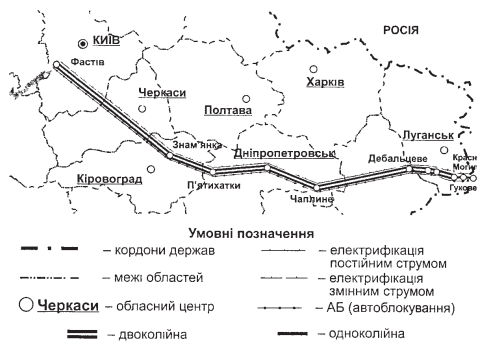 РОСІЯ
КИЇВ
Фастів
Харків
Черкаси
Полтава
Луганськ
Знам'янка
Дніпропетровськ
Дебальцеве
Красн
Могил
Кіровоград
П'ятихатки
Гукове
Чаплине
Умовні позначення
– кордони держав
– електрифікація
постійним струмом
– межі областей
– електрифікація
змінним струмом
Черкаси – обласний центр
– АБ (автоблокування)
– двоколійна
– одноколійна